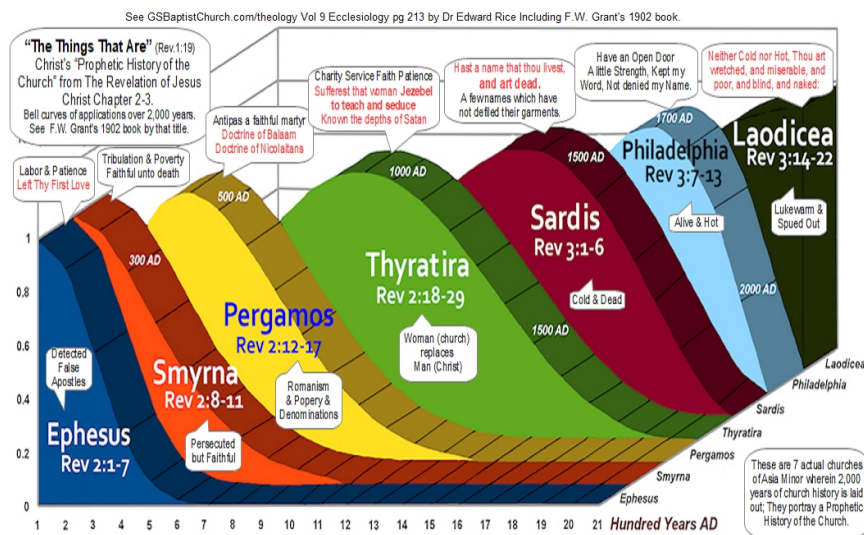 See GSBaptistChurch.com/theology Vol 9 Ecclesiology pg 213 by Dr Edward Rice Including F.W. Grant's 1902 book.
"The Things That Are" (Rev.1:19)
Christ's "Prophetic History of the
Church" from The Revelation of Jesus
Christ Chapter 2-3.
Bell curves of applications over 2,000 years.
See F.W. Grant's 1902 book by that title.
Labor & Patience
Left Thy First Love
Tribulation & Poverty
Faithful unto death
Antipas a faithful martyr
Doctrine of Balaam
Doctrine of Nicolaitans
Charity Service Faith Patience
Sufferest that woman Jezebel
to teach and seduce
Known the depths of Satan
Hast a name that thou livest,
and art dead.
A fewnames which have
not defiled their garments.
Have an Open Door
A little Strength, Kept my
Word, Not denied my Name.
Neither Cold nor Hot, Thou art
wretched, and miserable, and
poor, and blind, and naked:
300 AD
500 AD
1000 AD
1500 AD
1500 AD
1700 AD
2000 AD
Ephesus
Rev 2:1-7
Detected
False
Apostles
Smyrna
Rev 2:8-11
Persecuted
but Faithful
Pergamos
Rev 2:12-17
Romanism
& Popery &
Denominations
Thyratira
Rev 2:18-29
Woman (church)
replaces
Man (Christ)
Sardis
Rev 3:1-6
Cold & Dead
Philadelphia
Rev 3:7-13
Alive & Hot
Laodicea
Rev 3:14-22
Lukewarm &
Spued Out
1
0.8
0.6
0.4
0.2
0
1 2 3 4 5 6 7 8 9 10 11 12 13 14 15 16 17 18 19 20 21 Hundred Years AD
Laodicea
Philadelphia
Sardis
Thyratira
Pergamos
Smyrna
Ephesus
These are 7 actual churches
of Asia Minor wherein 2,000
years of church history is laid
out; They portray a Prophetic
History of the Church.